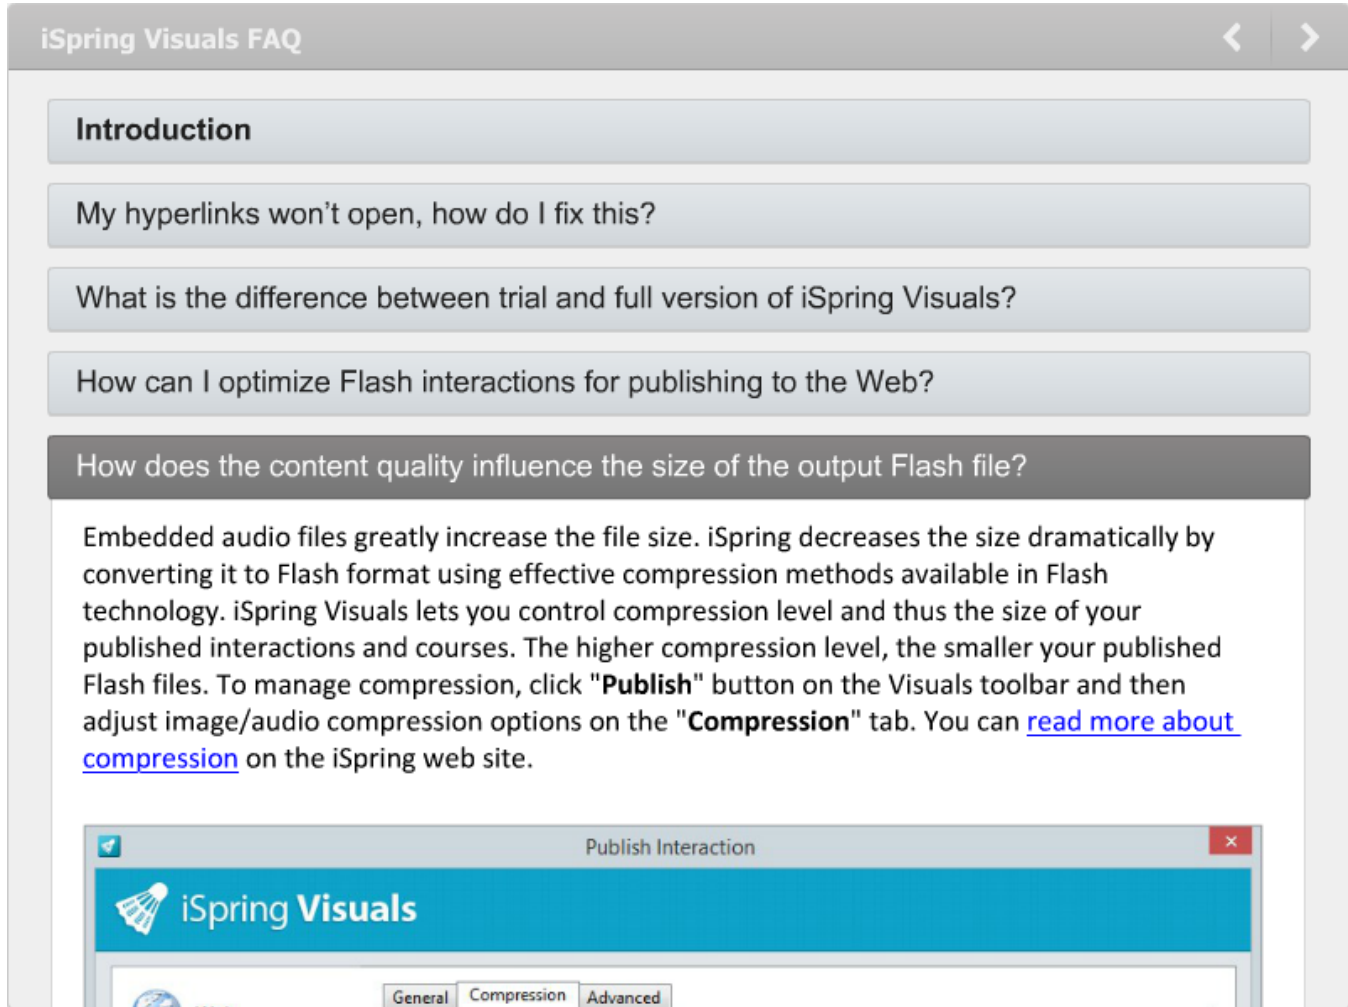 iSpring Visuals FAQ
Introduction
My hyperlinks won’t open, how do I fix this?
What is the difference between trial and full version of iSpring Visuals?
How can I optimize Flash interactions for publishing to the Web?
How does the content quality influence the size of the output Flash file?
Embedded audio files greatly increase the file size. iSpring decreases the size dramatically by
converting it to Flash format using effective compression methods available in Flash
technology. iSpring Visuals lets you control compression level and thus the size of your
published interactions and courses. The higher compression level, the smaller your published
Flash files. To manage compression, click "Publish" button on the Visuals toolbar and then
adjust image/audio compression options on the "Compression" tab. You can read more about
compression on the iSpring web site.
Publish Interaction
iSpring Visuals
General Compression Advanced